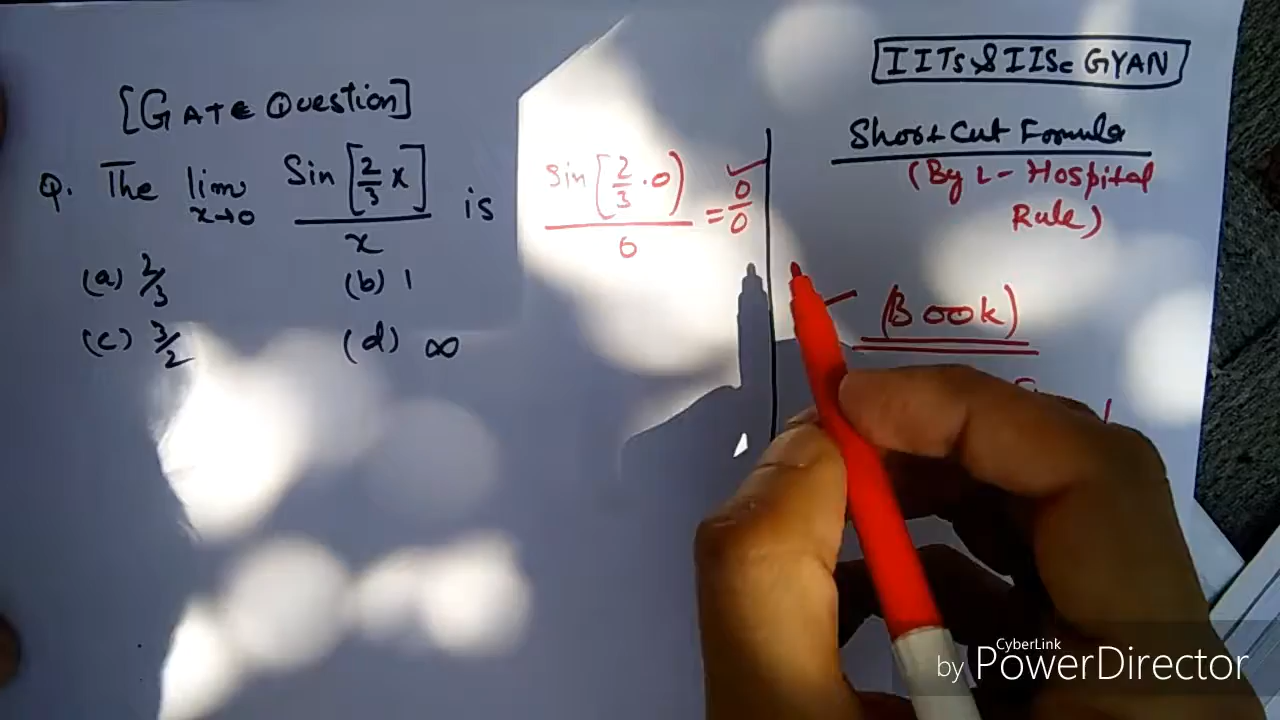 [GATE Question]
Q. The lim x→0 Sin[2/3 x] / x is
(a) 2/3 (b) 1
(c) 3/2 (d) ∞
Sin[2/3 · 0) / 0 = 0/0
IITs & IISc GYAN
Short Cut Formula
(By L-Hospital
Rule)
(Book)
CyberLink
by PowerDirector